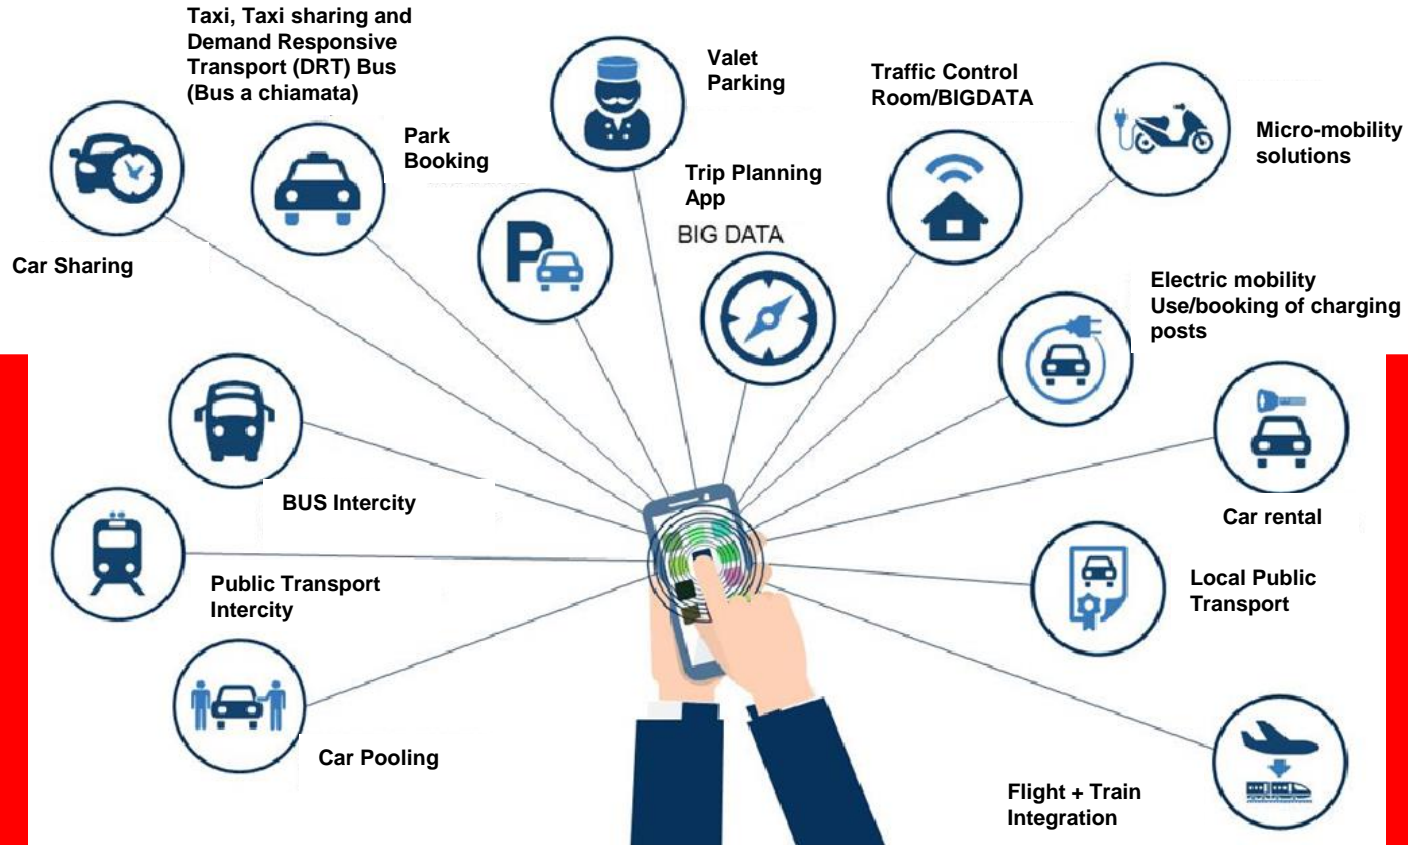 Taxi, Taxi sharing and
Demand Responsive
Transport (DRT) Bus
(Bus a chiamata)
Valet
Parking
Traffic Control
Room/BIGDATA
Park
Booking
Micro-mobility
solutions
Trip Planning
App
BIG DATA
Car Sharing
P
Electric mobility
Use/booking of charging
posts
BUS Intercity
Car rental
Public Transport
Intercity
Local Public
Transport
Car Pooling
Flight + Train
Integration